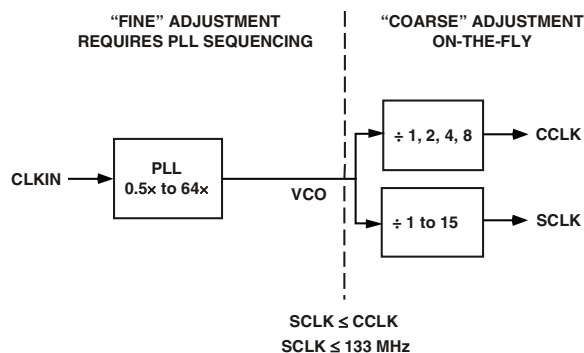 “FINE” ADJUSTMENT
REQUIRES PLL SEQUENCING
“COARSE” ADJUSTMENT
ON-THE-FLY
CLKIN
PLL
0.5× to 64×
VCO
÷ 1, 2, 4, 8
CCLK
÷ 1 to 15
SCLK
SCLK ≤ CCLK
SCLK ≤ 133 MHz